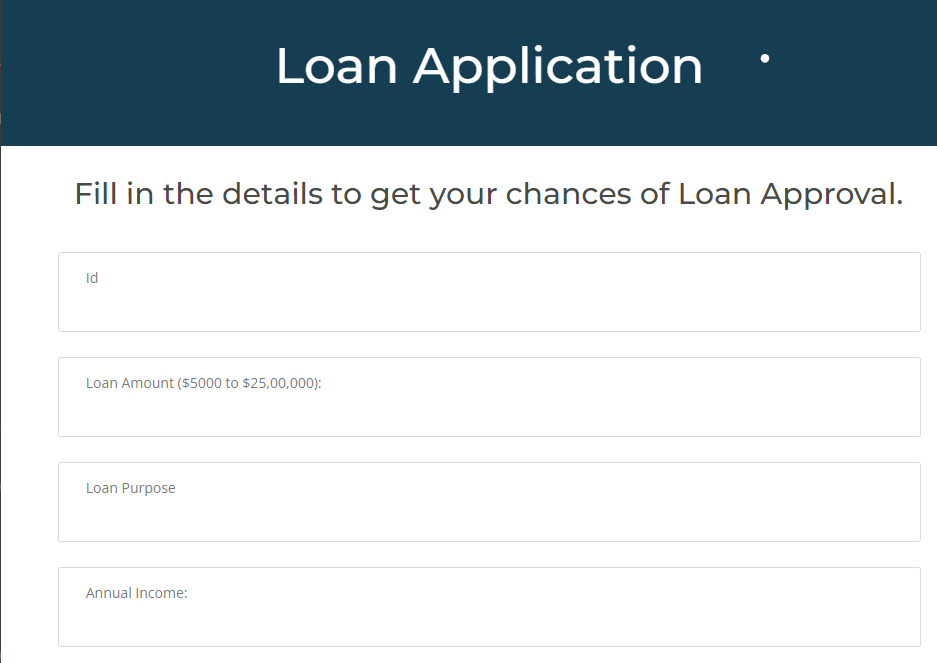 Loan Application
Fill in the details to get your chances of Loan Approval.
Id
Loan Amount ($5000 to $25,00,000):
Loan Purpose
Annual Income: